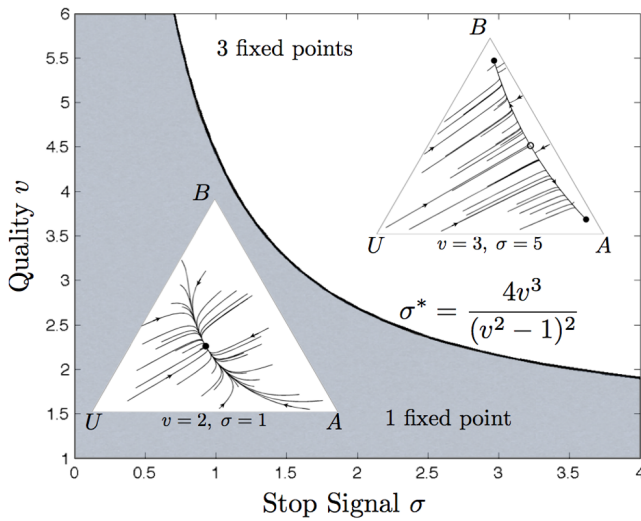 6
5.5
5
4.5
4
3.5
3
2.5
2
1.5
1
Quality v
3 fixed points
B
U
A
v = 3, σ = 5
B
U
A
v = 2, σ = 1
σ* = 4v³ / (v² − 1)²
1 fixed point
0
0.5
1
1.5
2
2.5
3
3.5
4
Stop Signal σ